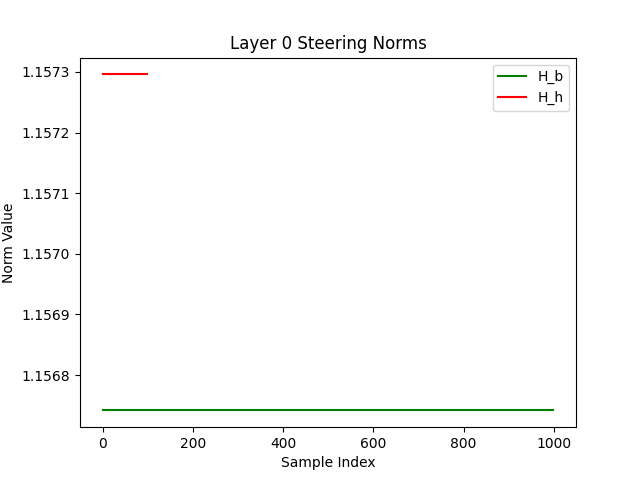 Layer 0 Steering Norms
H_b
H_h
Norm Value
1.1573
1.1572
1.1571
1.1570
1.1569
1.1568
0 200 400 600 800 1000
Sample Index